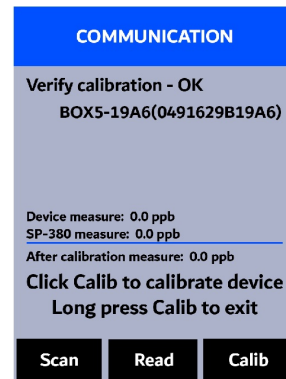 COMMUNICATION
Verify calibration - OK
BOX5-19A6(0491629B19A6)
Device measure: 0.0 ppb
SP-380 measure: 0.0 ppb
After calibration measure: 0.0 ppb
Click Calib to calibrate device
Long press Calib to exit
Scan Read Calib